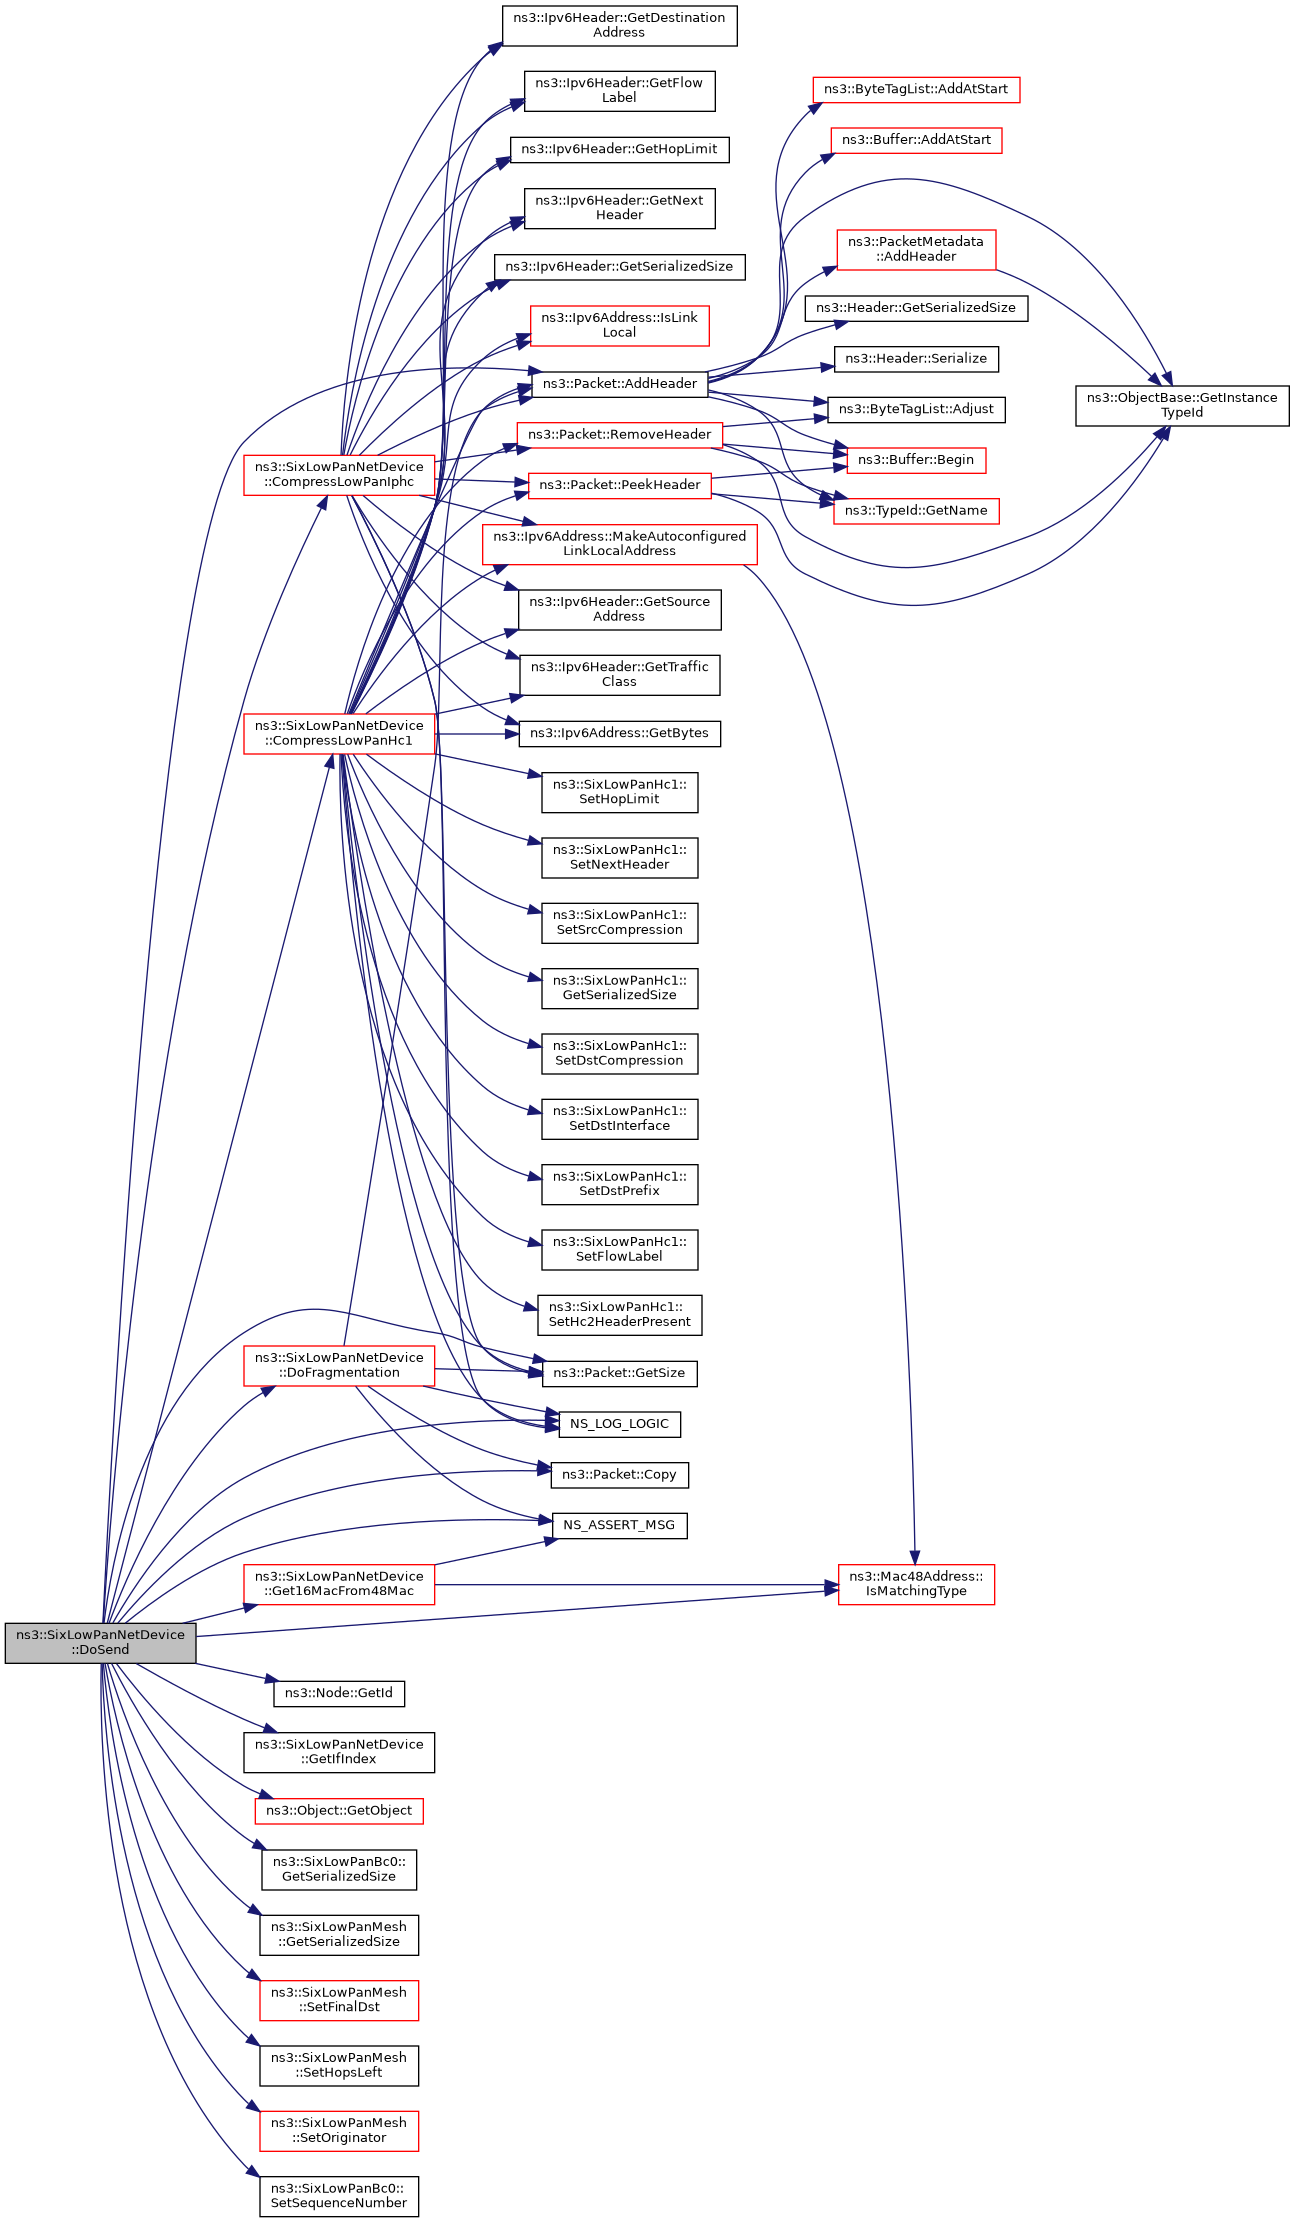 ns3::Ipv6Header::GetDestination
Address
ns3::Ipv6Header::GetFlow
Label
ns3::Ipv6Header::GetHopLimit
ns3::Ipv6Header::GetNext
Header
ns3::Ipv6Header::GetSerializedSize
ns3::Ipv6Address::IsLink
Local
ns3::Packet::AddHeader
ns3::Packet::RemoveHeader
ns3::Packet::PeekHeader
ns3::Ipv6Address::MakeAutoconfigured
LinkLocalAddress
ns3::Ipv6Header::GetSource
Address
ns3::Ipv6Header::GetTraffic
Class
ns3::Ipv6Address::GetBytes
ns3::SixLowPanHc1::
SetHopLimit
ns3::SixLowPanHc1::
SetNextHeader
ns3::SixLowPanHc1::
SetSrcCompression
ns3::SixLowPanHc1::
GetSerializedSize
ns3::SixLowPanHc1::
SetDstCompression
ns3::SixLowPanHc1::
SetDstInterface
ns3::SixLowPanHc1::
SetDstPrefix
ns3::SixLowPanHc1::
SetFlowLabel
ns3::SixLowPanHc1::
SetHc2HeaderPresent
ns3::Packet::GetSize
NS_LOG_LOGIC
ns3::Packet::Copy
NS_ASSERT_MSG
ns3::ByteTagList::AddAtStart
ns3::Buffer::AddAtStart
ns3::PacketMetadata
::AddHeader
ns3::Header::GetSerializedSize
ns3::Header::Serialize
ns3::ByteTagList::Adjust
ns3::Buffer::Begin
ns3::TypeId::GetName
ns3::ObjectBase::GetInstance
TypeId
ns3::Mac48Address::
IsMatchingType
ns3::SixLowPanNetDevice
::CompressLowPanIphc
ns3::SixLowPanNetDevice
::CompressLowPanHc1
ns3::SixLowPanNetDevice
::DoFragmentation
ns3::SixLowPanNetDevice
::Get16MacFrom48Mac
ns3::SixLowPanNetDevice
::DoSend
ns3::Node::GetId
ns3::SixLowPanNetDevice
::GetIfIndex
ns3::Object::GetObject
ns3::SixLowPanBc0::
GetSerializedSize
ns3::SixLowPanMesh
::GetSerializedSize
ns3::SixLowPanMesh
::SetFinalDst
ns3::SixLowPanMesh
::SetHopsLeft
ns3::SixLowPanMesh
::SetOriginator
ns3::SixLowPanBc0::
SetSequenceNumber